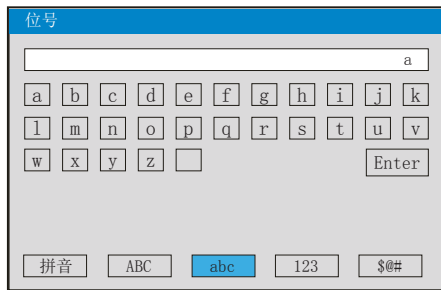 位号
a
a b c d e f g h i j k
l m n o p q r s t u v
w x y z Enter
拼音 ABC abc 123 $@#